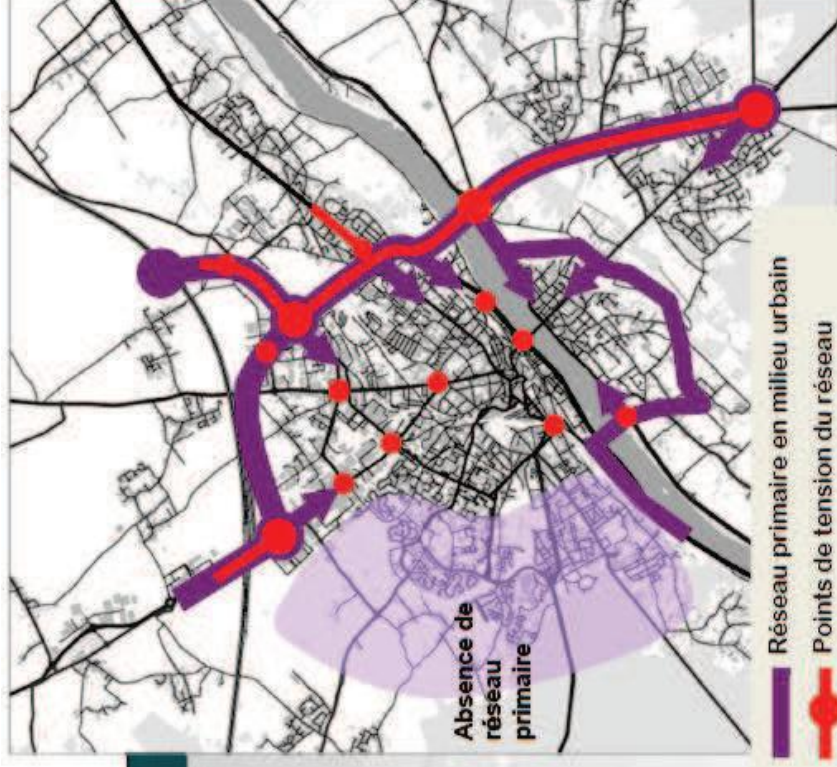 Absence de
réseau
primaire
Réseau primaire en milieu urbain
Points de tension du réseau